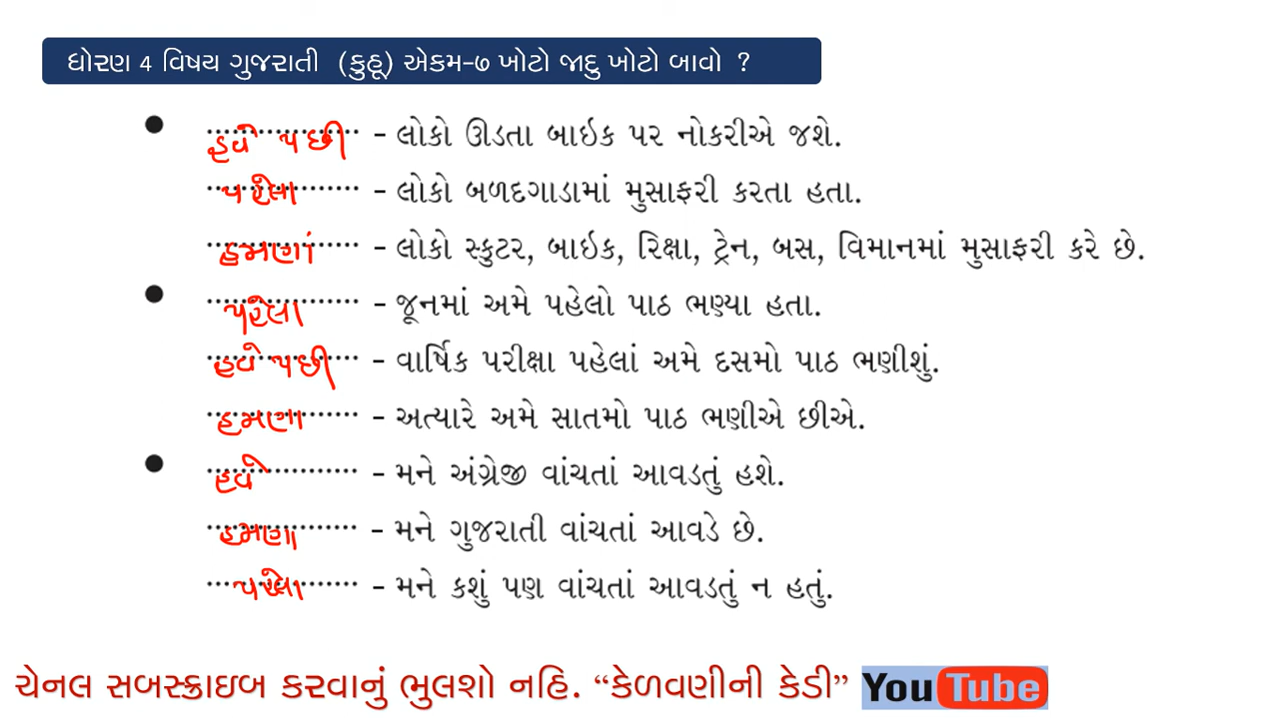 ધોરણ 4 વિષય ગુજરાતી (કુહૂ) એકમ-૭ ખોટો જાદુ ખોટો બાવો ?
● હવે પછી – લોકો ઊડતા બાઇક પર નોકરીએ જશે.
પહેલા – લોકો બળદગાડામાં મુસાફરી કરતા હતા.
હમણાં – લોકો સ્કુટર, બાઇક, રિક્ષા, ટ્રેન, બસ, વિમાનમાં મુસાફરી કરે છે.
● પહેલા – જૂનમાં અમે પહેલો પાઠ ભણ્યા હતા.
હવે પછી – વાર્ષિક પરીક્ષા પહેલાં અમે દસમો પાઠ ભણીશું.
હમણા – અત્યારે અમે સાતમો પાઠ ભણીએ છીએ.
● હવે – મને અંગ્રેજી વાંચતાં આવડતું હશે.
હમણા – મને ગુજરાતી વાંચતાં આવડે છે.
પહેલા – મને કશું પણ વાંચતાં આવડતું ન હતું.
ચેનલ સબસ્ક્રાઇબ કરવાનું ભુલશો નહિ. “કેળવણીની કેડી” YouTube